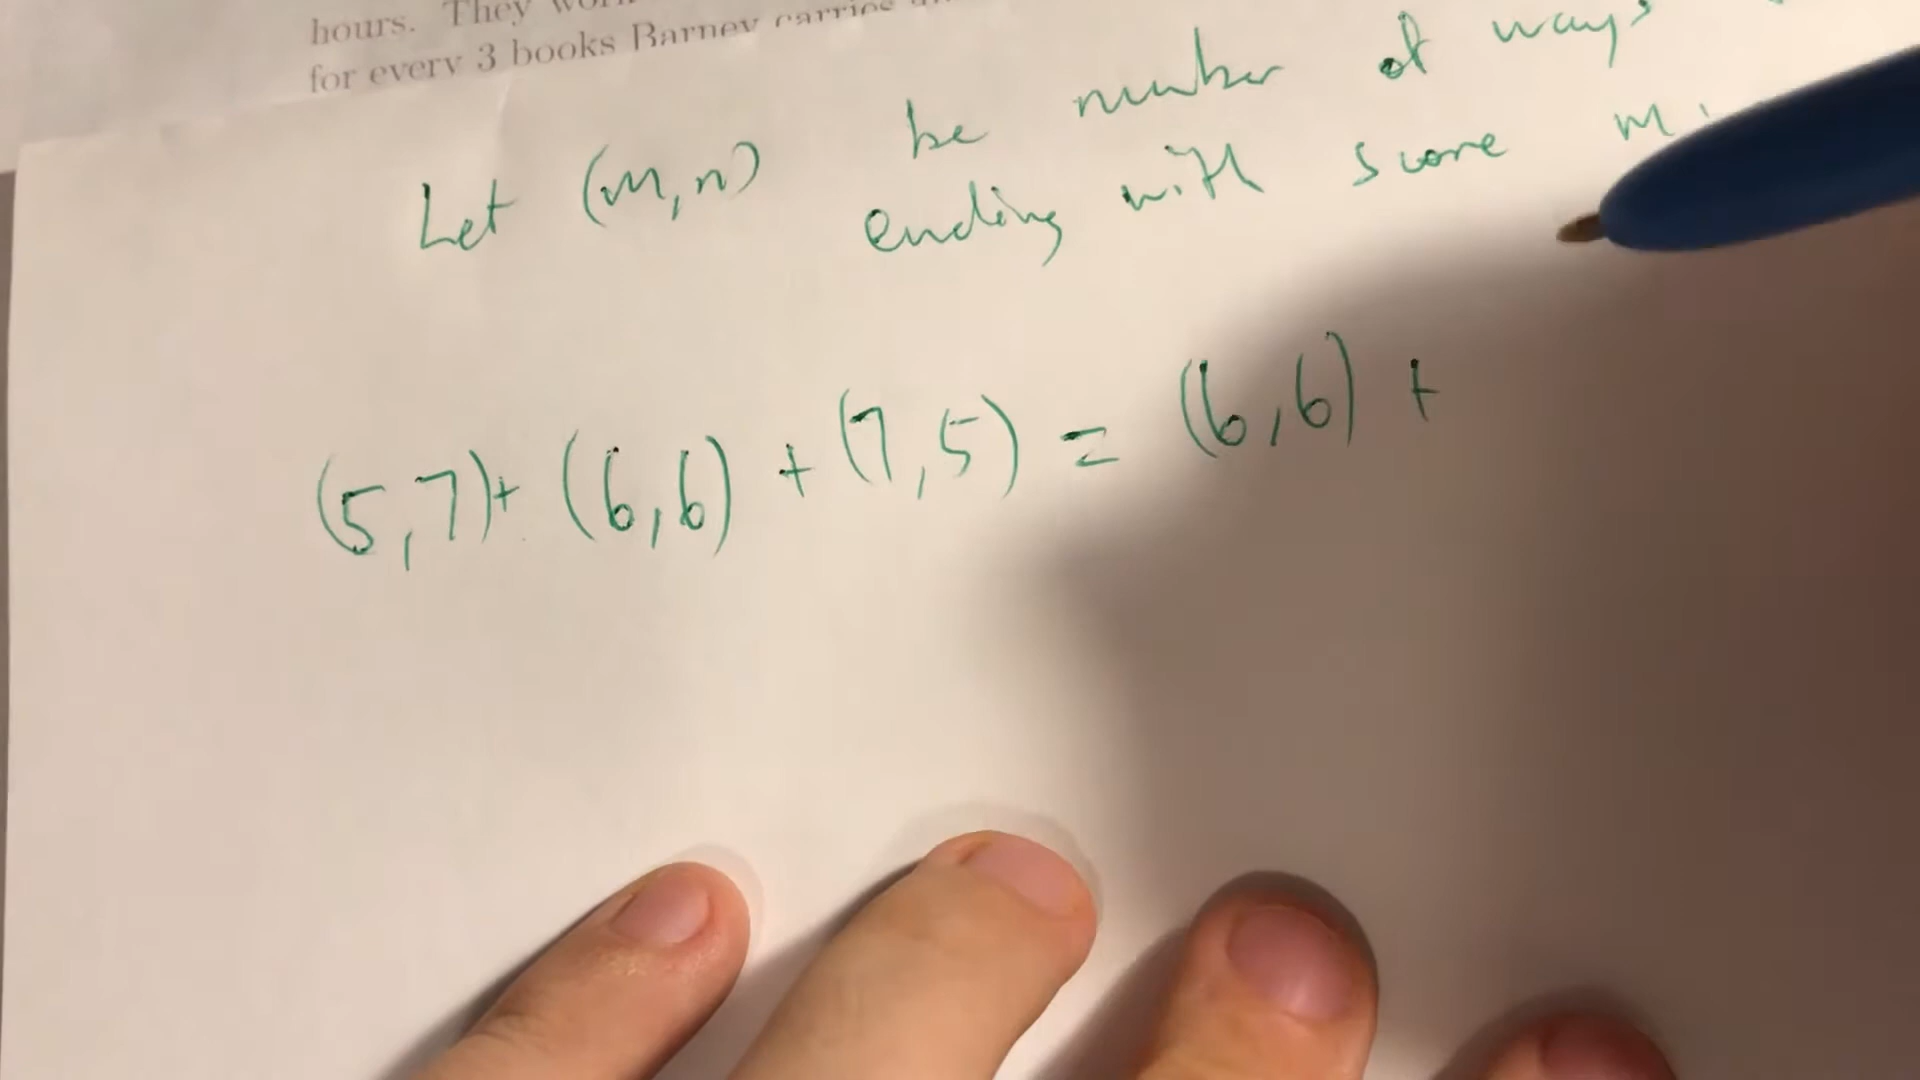 hours. They
for every 3 books Barney carries
Let (m,n) be number of ways
ending with score m
(5,7)+ (6,6) + (7,5) = (6,6) +